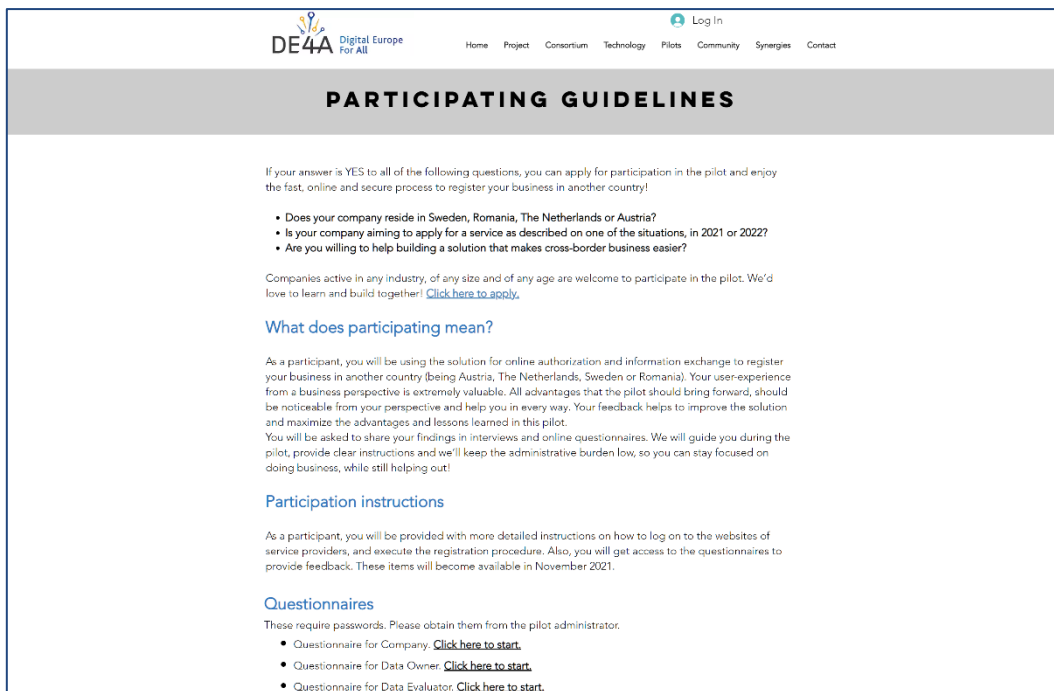 Log In
DE4A Digital Europe
For All
Home Project Consortium Technology Pilots Community Synergies Contact
PARTICIPATING GUIDELINES
If your answer is YES to all of the following questions, you can apply for participation in the pilot and enjoy
the fast, online and secure process to register your business in another country!
• Does your company reside in Sweden, Romania, The Netherlands or Austria?
• Is your company aiming to apply for a service as described on one of the situations, in 2021 or 2022?
• Are you willing to help building a solution that makes cross-border business easier?
Companies active in any industry, of any size and of any age are welcome to participate in the pilot. We'd
love to learn and build together! Click here to apply.
What does participating mean?
As a participant, you will be using the solution for online authorization and information exchange to register
your business in another country (being Austria, The Netherlands, Sweden or Romania). Your user-experience
from a business perspective is extremely valuable. All advantages that the pilot should bring forward, should
be noticeable from your perspective and help you in every way. Your feedback helps to improve the solution
and maximize the advantages and lessons learned in this pilot.
You will be asked to share your findings in interviews and online questionnaires. We will guide you during the
pilot, provide clear instructions and we'll keep the administrative burden low, so you can stay focused on
doing business, while still helping out!
Participation instructions
As a participant, you will be provided with more detailed instructions on how to log on to the websites of
service providers, and execute the registration procedure. Also, you will get access to the questionnaires to
provide feedback. These items will become available in November 2021.
Questionnaires
These require passwords. Please obtain them from the pilot administrator.
• Questionnaire for Company. Click here to start.
• Questionnaire for Data Owner. Click here to start.
• Questionnaire for Data Evaluator. Click here to start.